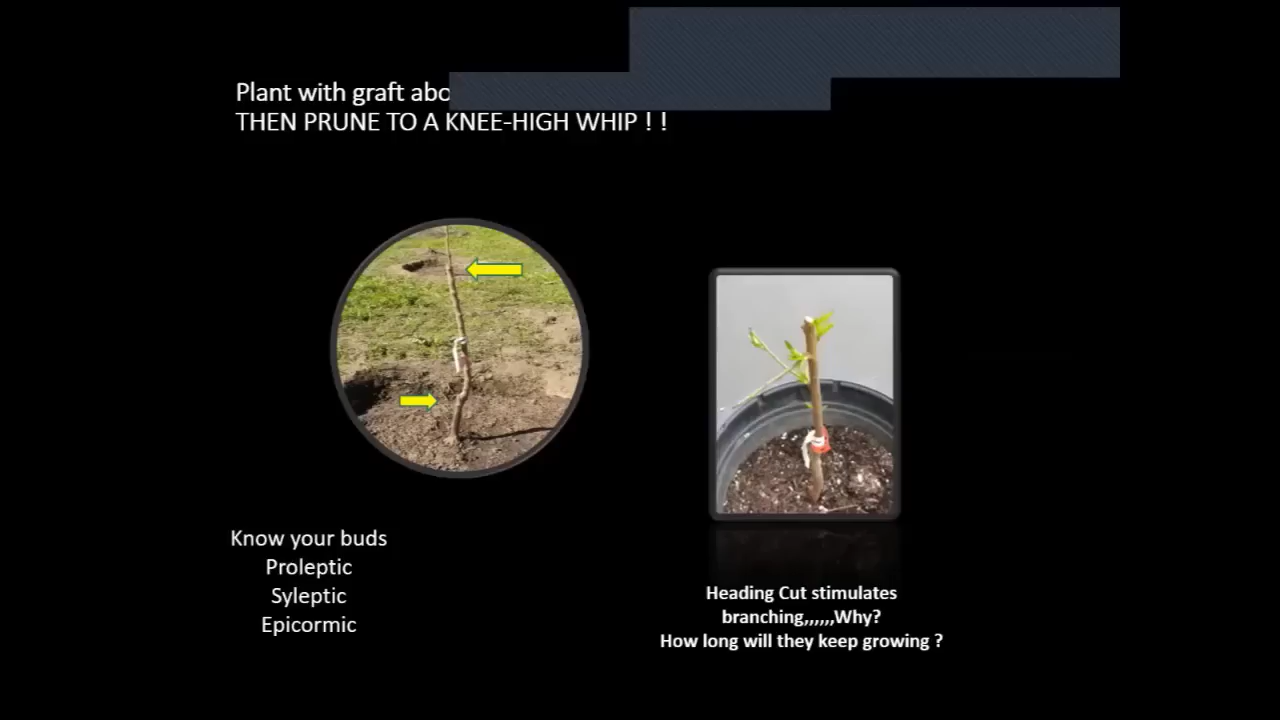 Plant with graft abo
THEN PRUNE TO A KNEE-HIGH WHIP ! !
Know your buds
Proleptic
Syleptic
Epicormic
Heading Cut stimulates
branching,,,,,,Why?
How long will they keep growing ?